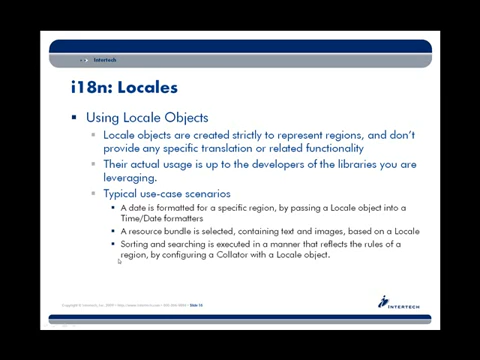 Intertech
i18n: Locales
Using Locale Objects
Locale objects are created strictly to represent regions, and don't
provide any specific translation or related functionality
Their actual usage is up to the developers of the libraries you are
leveraging.
Typical use-case scenarios
A date is formatted for a specific region, by passing a Locale object into a
Time/Date formatters
A resource bundle is selected, containing text and images, based on a Locale
Sorting and searching is executed in a manner that reflects the rules of a
region, by configuring a Collator with a Locale object.
INTERTECH